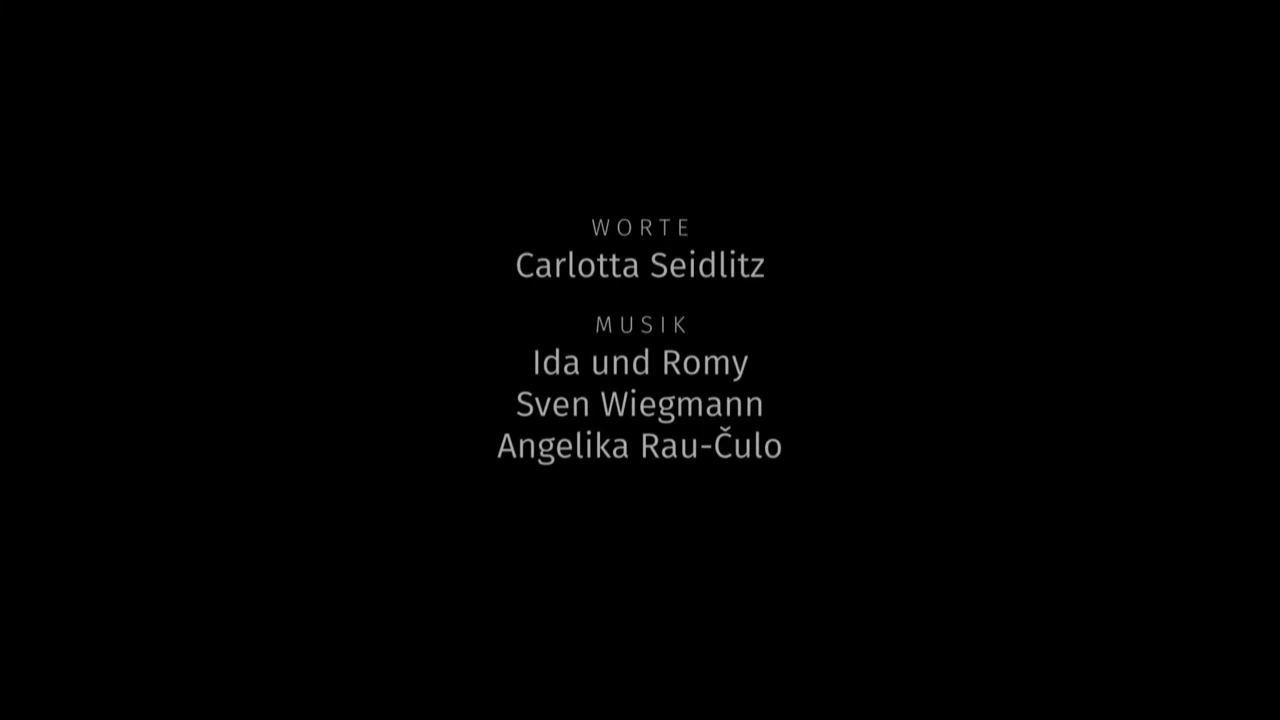 WORTE
Carlotta Seidlitz
MUSIK
Ida und Romy
Sven Wiegmann
Angelika Rau-Čulo